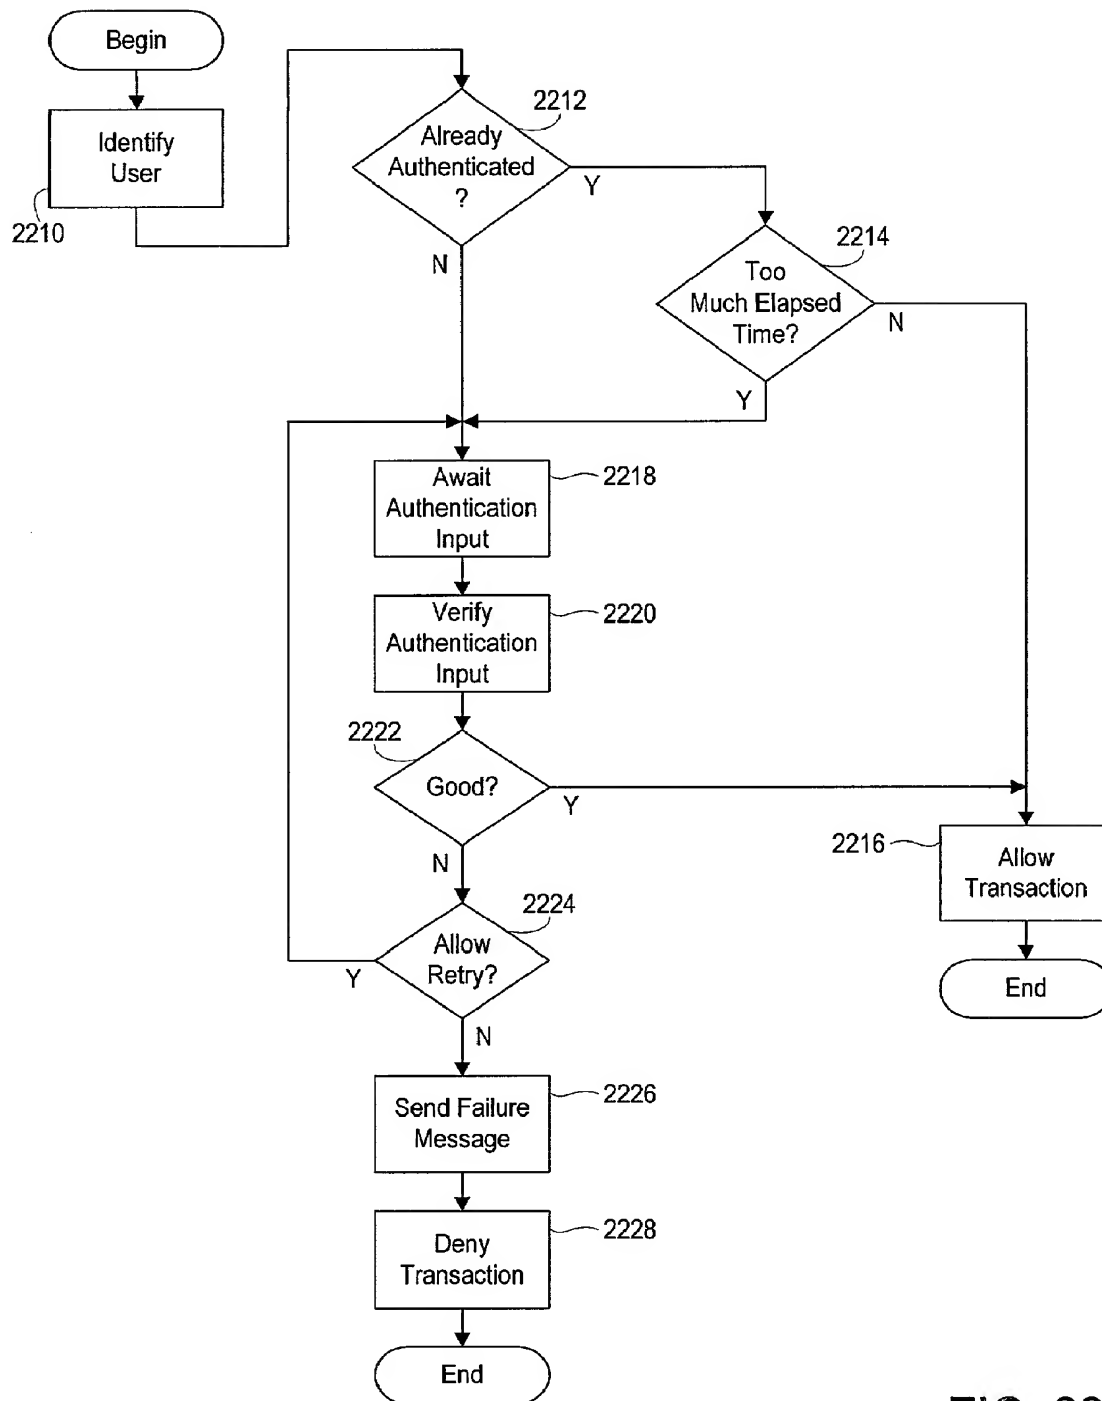 Begin
Identify
User
2210
2212
Already
Authenticated
?
Y
N
2214
Too
Much Elapsed
Time?
N
Y
Await
Authentication
Input
2218
Verify
Authentication
Input
2220
2222
Good?
Y
N
2216
Allow
Transaction
End
2224
Allow
Retry?
Y
N
Send Failure
Message
2226
Deny
Transaction
2228
End